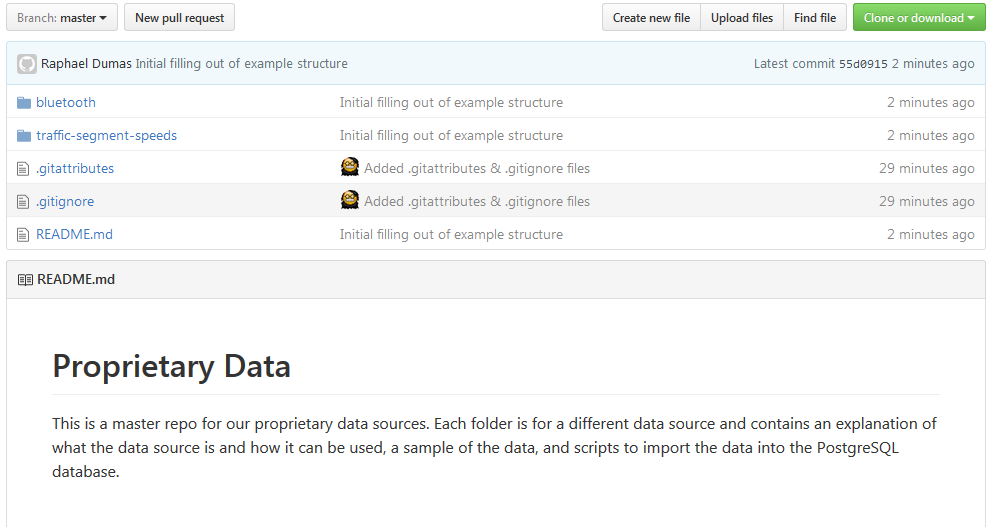 Branch: master New pull request Create new file Upload files Find file Clone or download
Raphael Dumas Initial filling out of example structure Latest commit 55d0915 2 minutes ago
bluetooth Initial filling out of example structure 2 minutes ago
traffic-segment-speeds Initial filling out of example structure 2 minutes ago
.gitattributes Added .gitattributes & .gitignore files 29 minutes ago
.gitignore Added .gitattributes & .gitignore files 29 minutes ago
README.md Initial filling out of example structure 2 minutes ago
README.md
Proprietary Data
This is a master repo for our proprietary data sources. Each folder is for a different data source and contains an explanation of
what the data source is and how it can be used, a sample of the data, and scripts to import the data into the PostgreSQL
database.